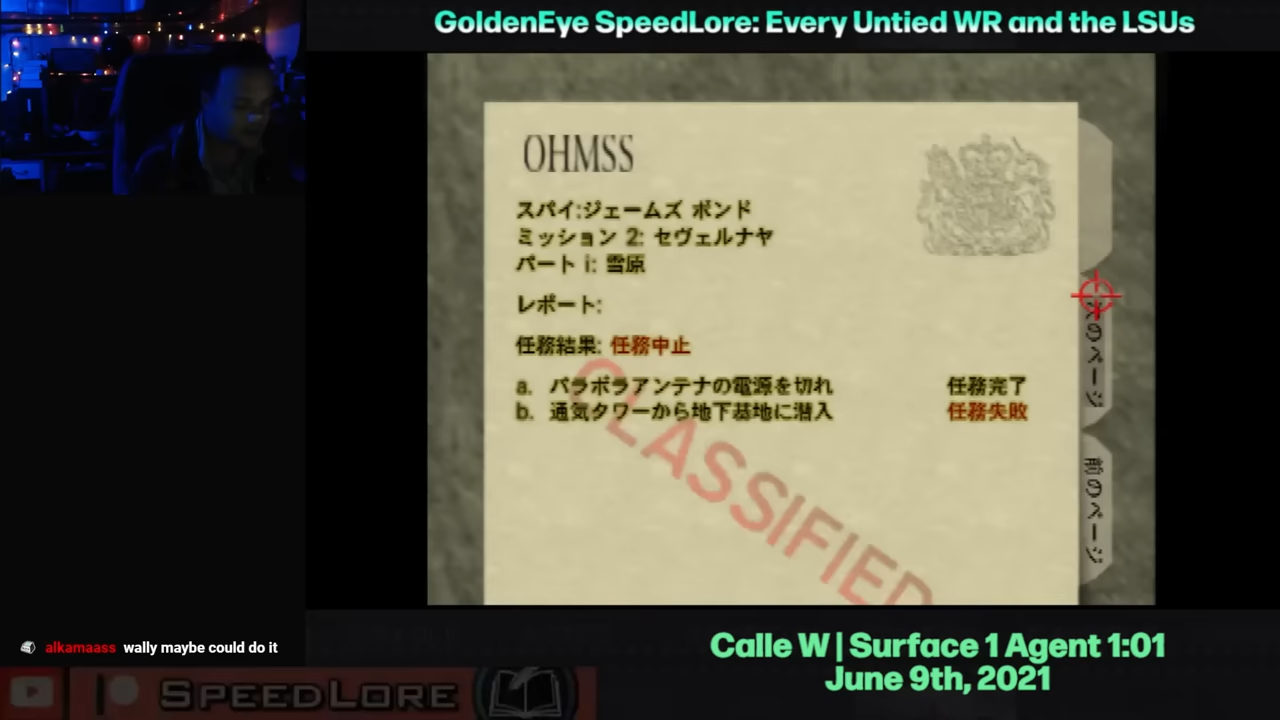 GoldenEye SpeedLore: Every Untied WR and the LSUs
OHMSS
スパイ:ジェームズ ボンド
ミッション 2: セヴェルナヤ
パート i: 雪原
レポート:
任務結果: 任務中止
a. パラボラアンテナの電源を切れ 任務完了
b. 通気タワーから地下基地に潜入 任務失敗
CLASSIFIED
次のページ
前のページ
alkamaass wally maybe could do it
Calle W | Surface 1 Agent 1:01
June 9th, 2021
SPEEDLORE